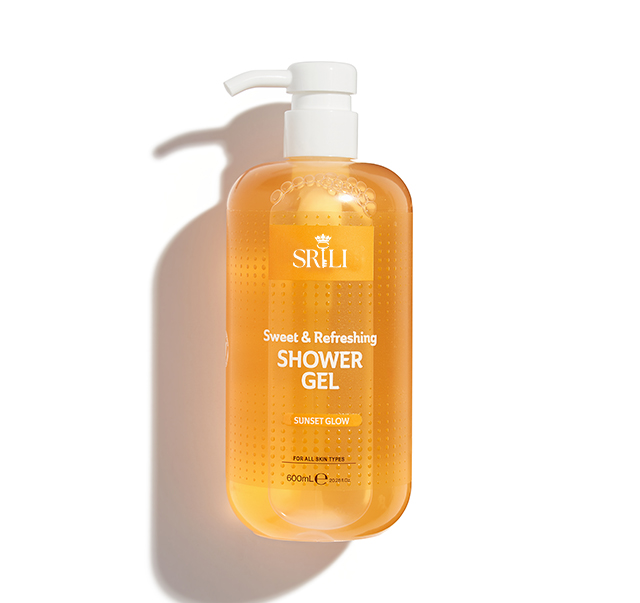 SRILI
Sweet & Refreshing
SHOWER
GEL
SUNSET GLOW
FOR ALL SKIN TYPES
600mL℮